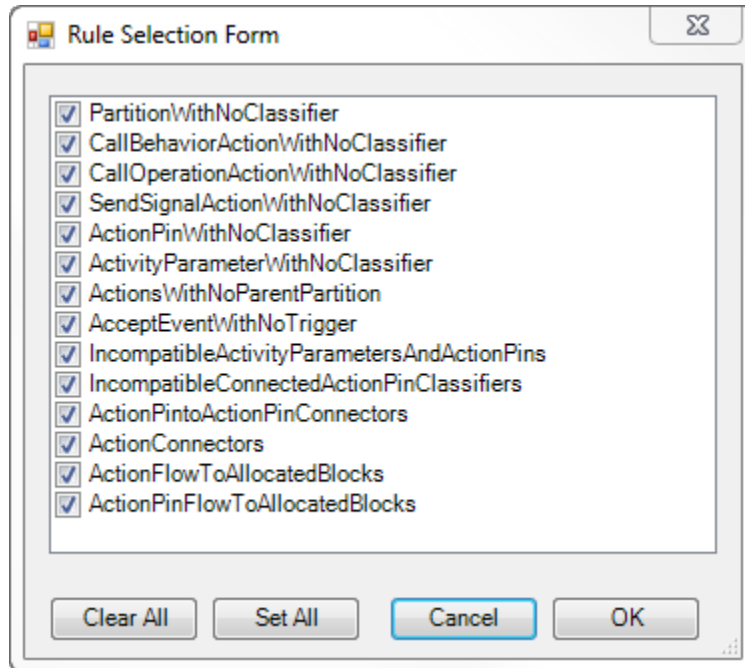 Rule Selection Form
PartitionWithNoClassifier
CallBehaviorActionWithNoClassifier
CallOperationActionWithNoClassifier
SendSignalActionWithNoClassifier
ActionPinWithNoClassifier
ActivityParameterWithNoClassifier
ActionsWithNoParentPartition
AcceptEventWithNoTrigger
IncompatibleActivityParametersAndActionPins
IncompatibleConnectedActionPinClassifiers
ActionPintoActionPinConnectors
ActionConnectors
ActionFlowToAllocatedBlocks
ActionPinFlowToAllocatedBlocks
Clear All Set All Cancel OK